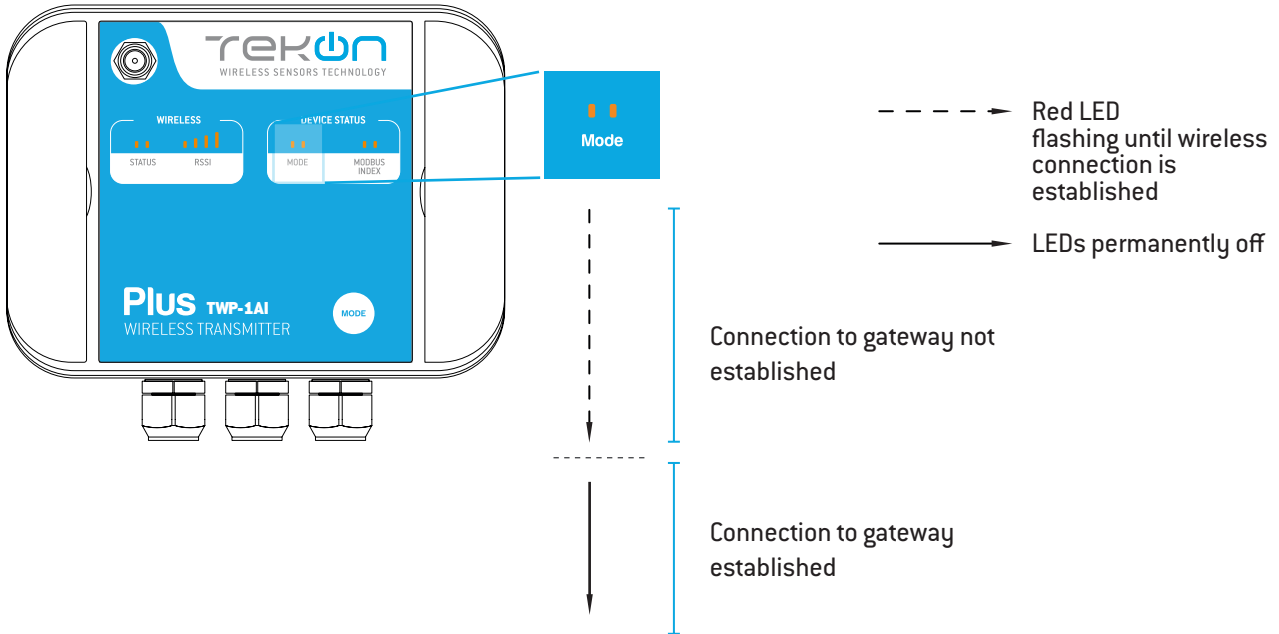 TEKON
WIRELESS SENSORS TECHNOLOGY
WIRELESS
DEVICE STATUS
STATUS
RSSI
MODE
MODBUS
INDEX
Plus TWP-1AI
WIRELESS TRANSMITTER
MODE
Mode
Red LED
flashing until wireless
connection is
established
LEDs permanently off
Connection to gateway not
established
Connection to gateway
established